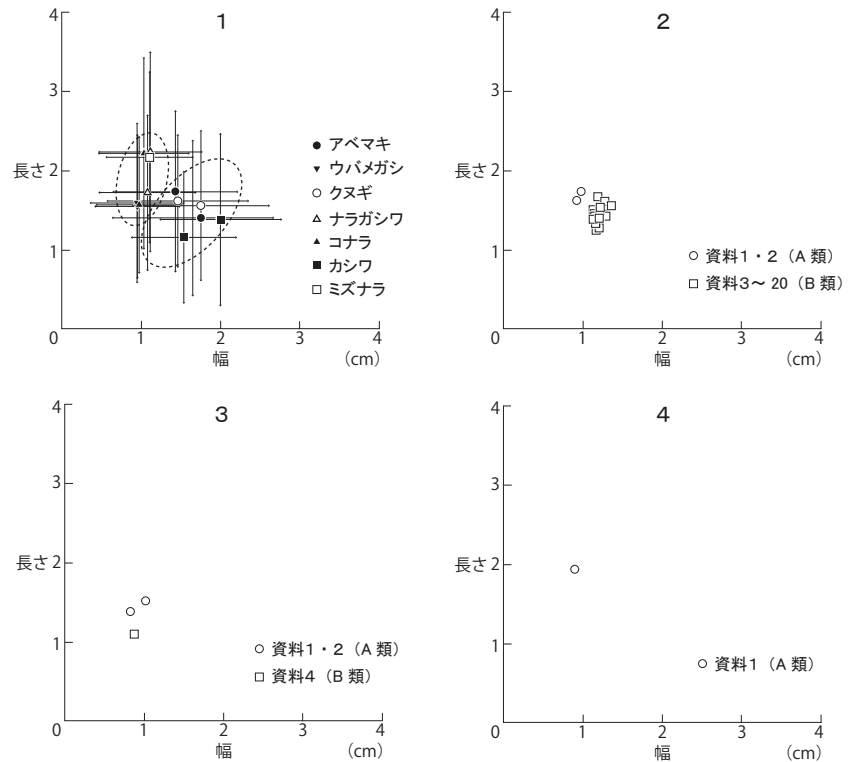 1
4
3
長さ 2
1
0
1
2
3
4
幅
(cm)
アベマキ
ウバメガシ
クヌギ
ナラガシワ
コナラ
カシワ
ミズナラ
2
4
3
長さ 2
1
0
1
2
3
4
幅
(cm)
資料1・2（A 類）
資料3～ 20（B 類）
3
4
3
長さ 2
1
0
1
2
3
4
幅
(cm)
資料1・2（A 類）
資料4（B 類）
4
4
3
長さ 2
1
0
1
2
3
4
幅
(cm)
資料1（A 類）